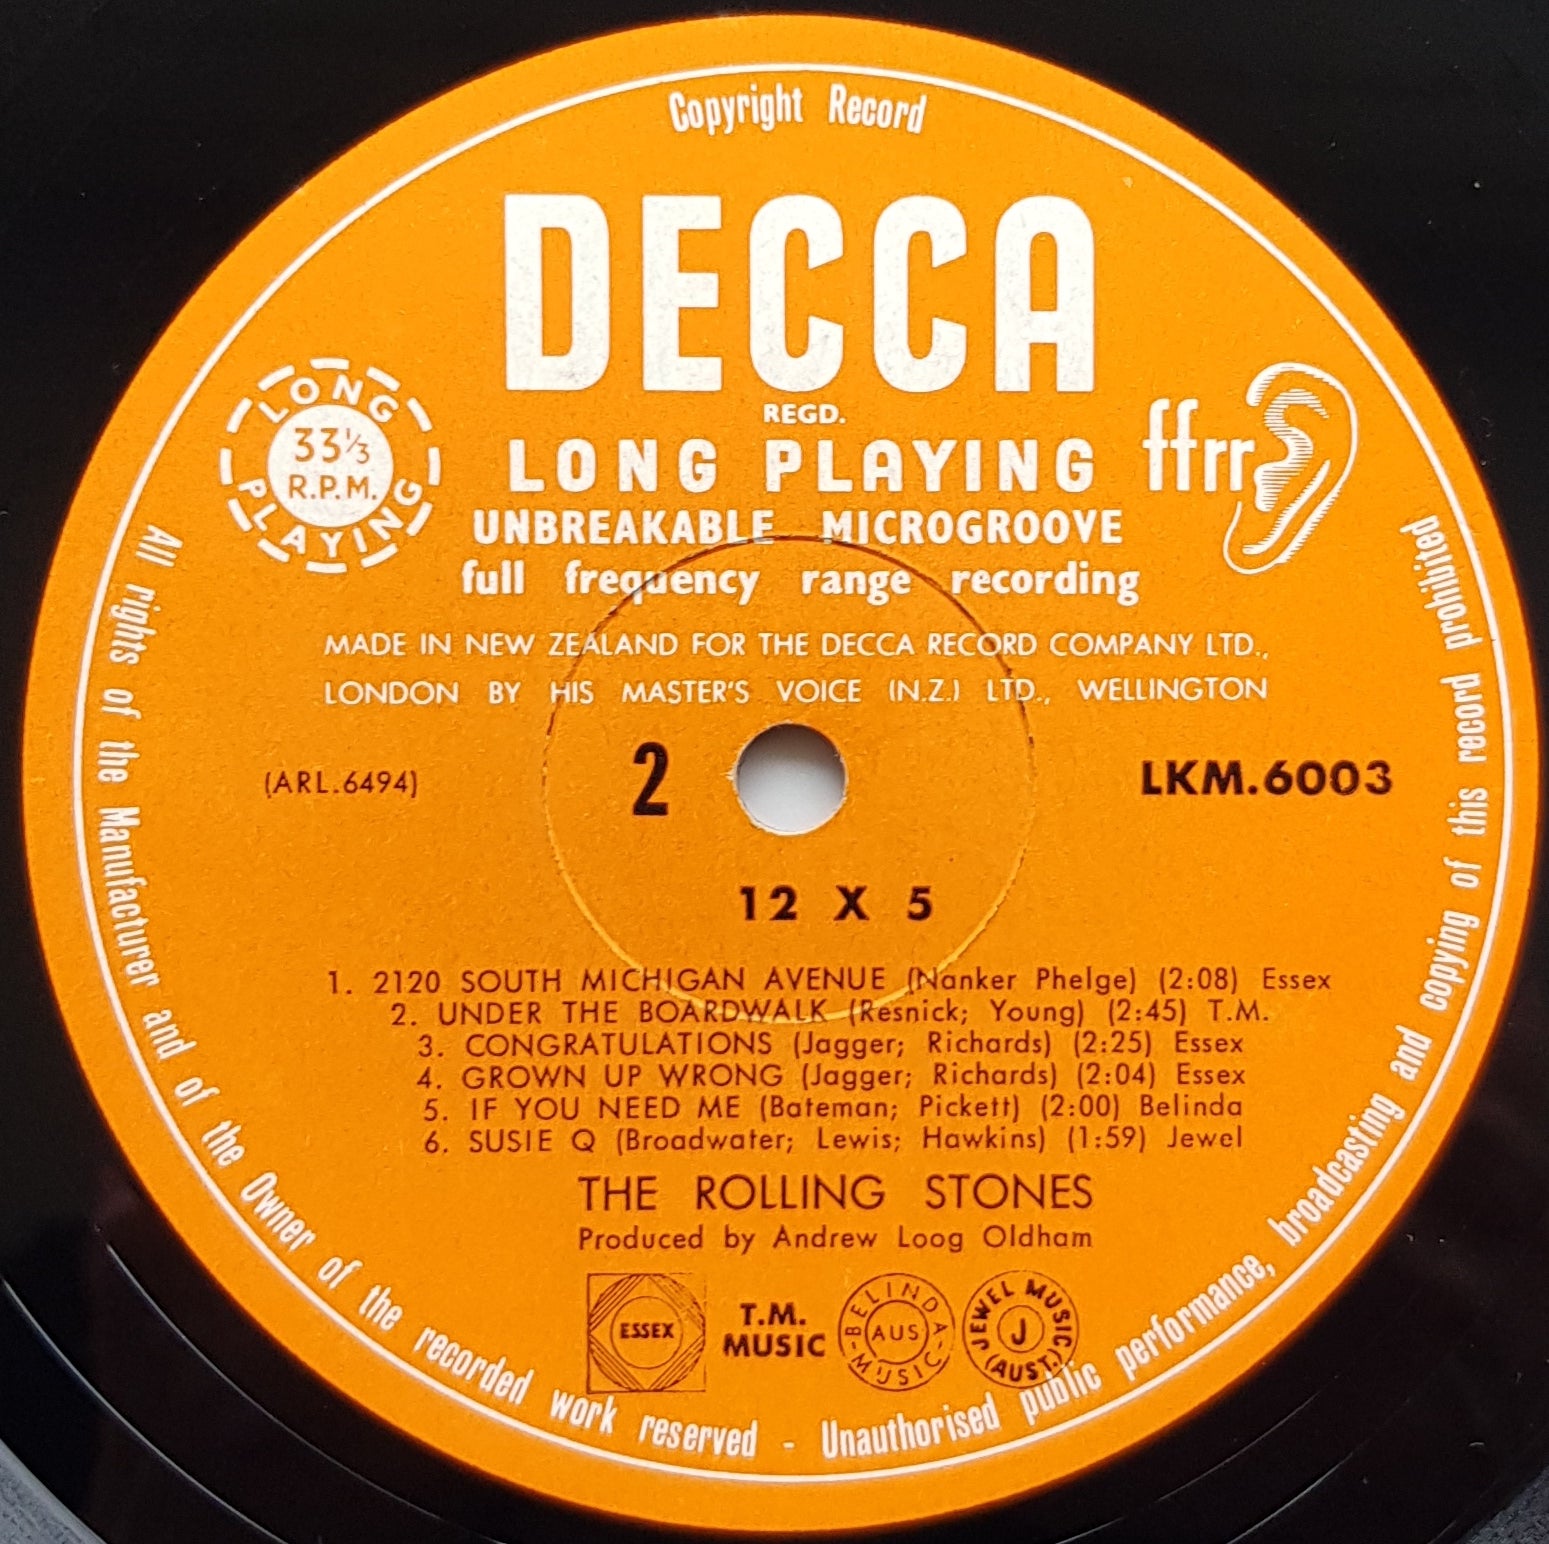 Copyright Record
DECCA
REGD.
LONG PLAYING
33⅓
R.P.M.
LONG PLAYING
ffrr
UNBREAKABLE MICROGROOVE
full frequency range recording
MADE IN NEW ZEALAND FOR THE DECCA RECORD COMPANY LTD.,
LONDON BY HIS MASTER'S VOICE (N.Z.) LTD., WELLINGTON
(ARL.6494)
2
LKM.6003
12 X 5
1. 2120 SOUTH MICHIGAN AVENUE (Nanker Phelge) (2:08) Essex
2. UNDER THE BOARDWALK (Resnick; Young) (2:45) T.M.
3. CONGRATULATIONS (Jagger; Richards) (2:25) Essex
4. GROWN UP WRONG (Jagger; Richards) (2:04) Essex
5. IF YOU NEED ME (Bateman; Pickett) (2:00) Belinda
6. SUSIE Q (Broadwater; Lewis; Hawkins) (1:59) Jewel
THE ROLLING STONES
Produced by Andrew Loog Oldham
ESSEX
T.M.
MUSIC
BELINDA
AUS
MUSIC
JEWEL MUSIC
J
(AUST.)
All rights of the Manufacturer and of the Owner of the recorded work reserved - Unauthorised public performance, broadcasting and copying of this record prohibited